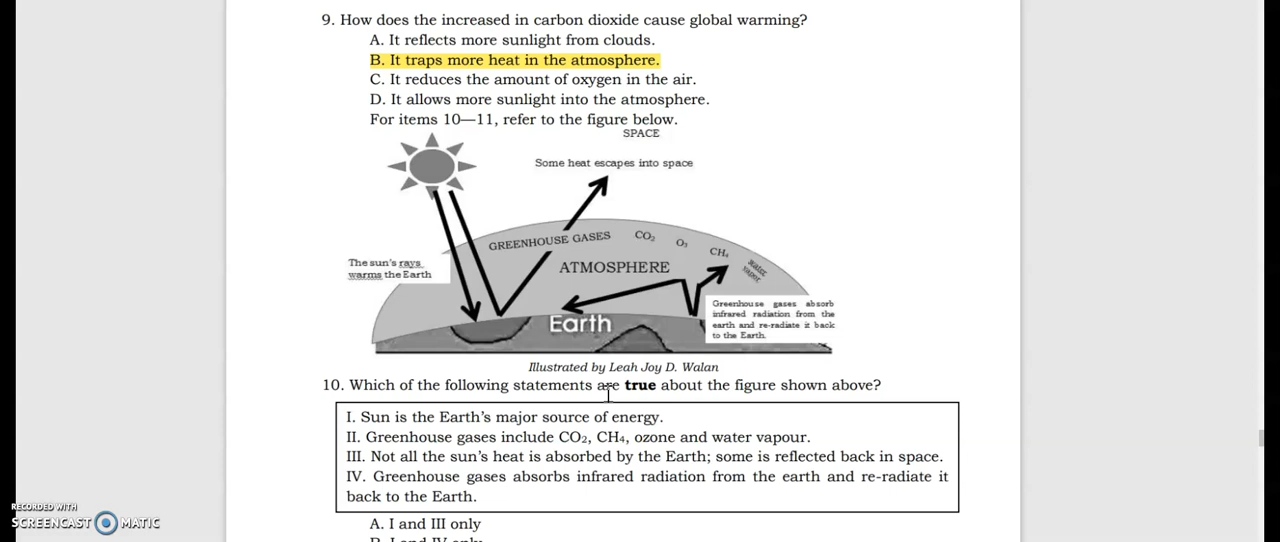 9. How does the increased in carbon dioxide cause global warming?
A. It reflects more sunlight from clouds.
B. It traps more heat in the atmosphere.
C. It reduces the amount of oxygen in the air.
D. It allows more sunlight into the atmosphere.
For items 10—11, refer to the figure below.
SPACE
Some heat escapes into space
GREENHOUSE GASES CO₂ O₃ CH₄ water
vapor
The sun's rays
warms the Earth
ATMOSPHERE
Earth
Greenhouse gases absorb
infrared radiation from the
earth and re-radiate it back
to the Earth.
Illustrated by Leah Joy D. Walan
10. Which of the following statements are true about the figure shown above?
I. Sun is the Earth's major source of energy.
II. Greenhouse gases include CO₂, CH₄, ozone and water vapour.
III. Not all the sun's heat is absorbed by the Earth; some is reflected back in space.
IV. Greenhouse gases absorbs infrared radiation from the earth and re-radiate it
back to the Earth.
A. I and III only
B. I and IV only
RECORDED WITH
SCREENCAST MATIC